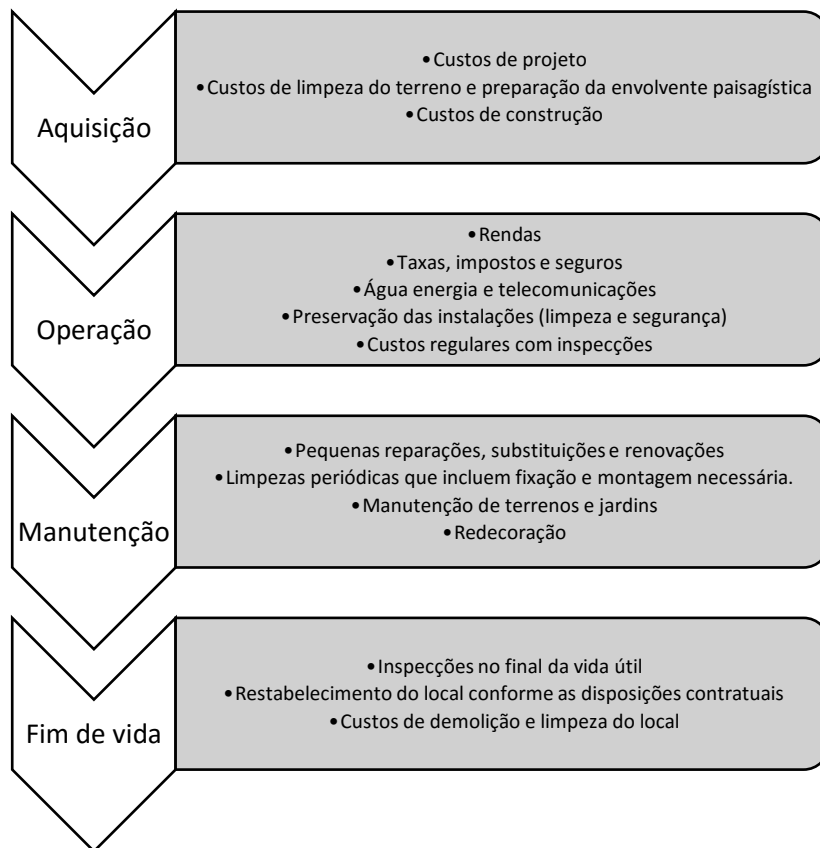 Aquisição
•Custos de projeto
•Custos de limpeza do terreno e preparação da envolvente paisagística
•Custos de construção
Operação
•Rendas
•Taxas, impostos e seguros
•Água energia e telecomunicações
•Preservação das instalações (limpeza e segurança)
•Custos regulares com inspecções
Manutenção
•Pequenas reparações, substituições e renovações
•Limpezas periódicas que incluem fixação e montagem necessária.
•Manutenção de terrenos e jardins
•Redecoração
Fim de vida
•Inspecções no final da vida útil
•Restabelecimento do local conforme as disposições contratuais
•Custos de demolição e limpeza do local